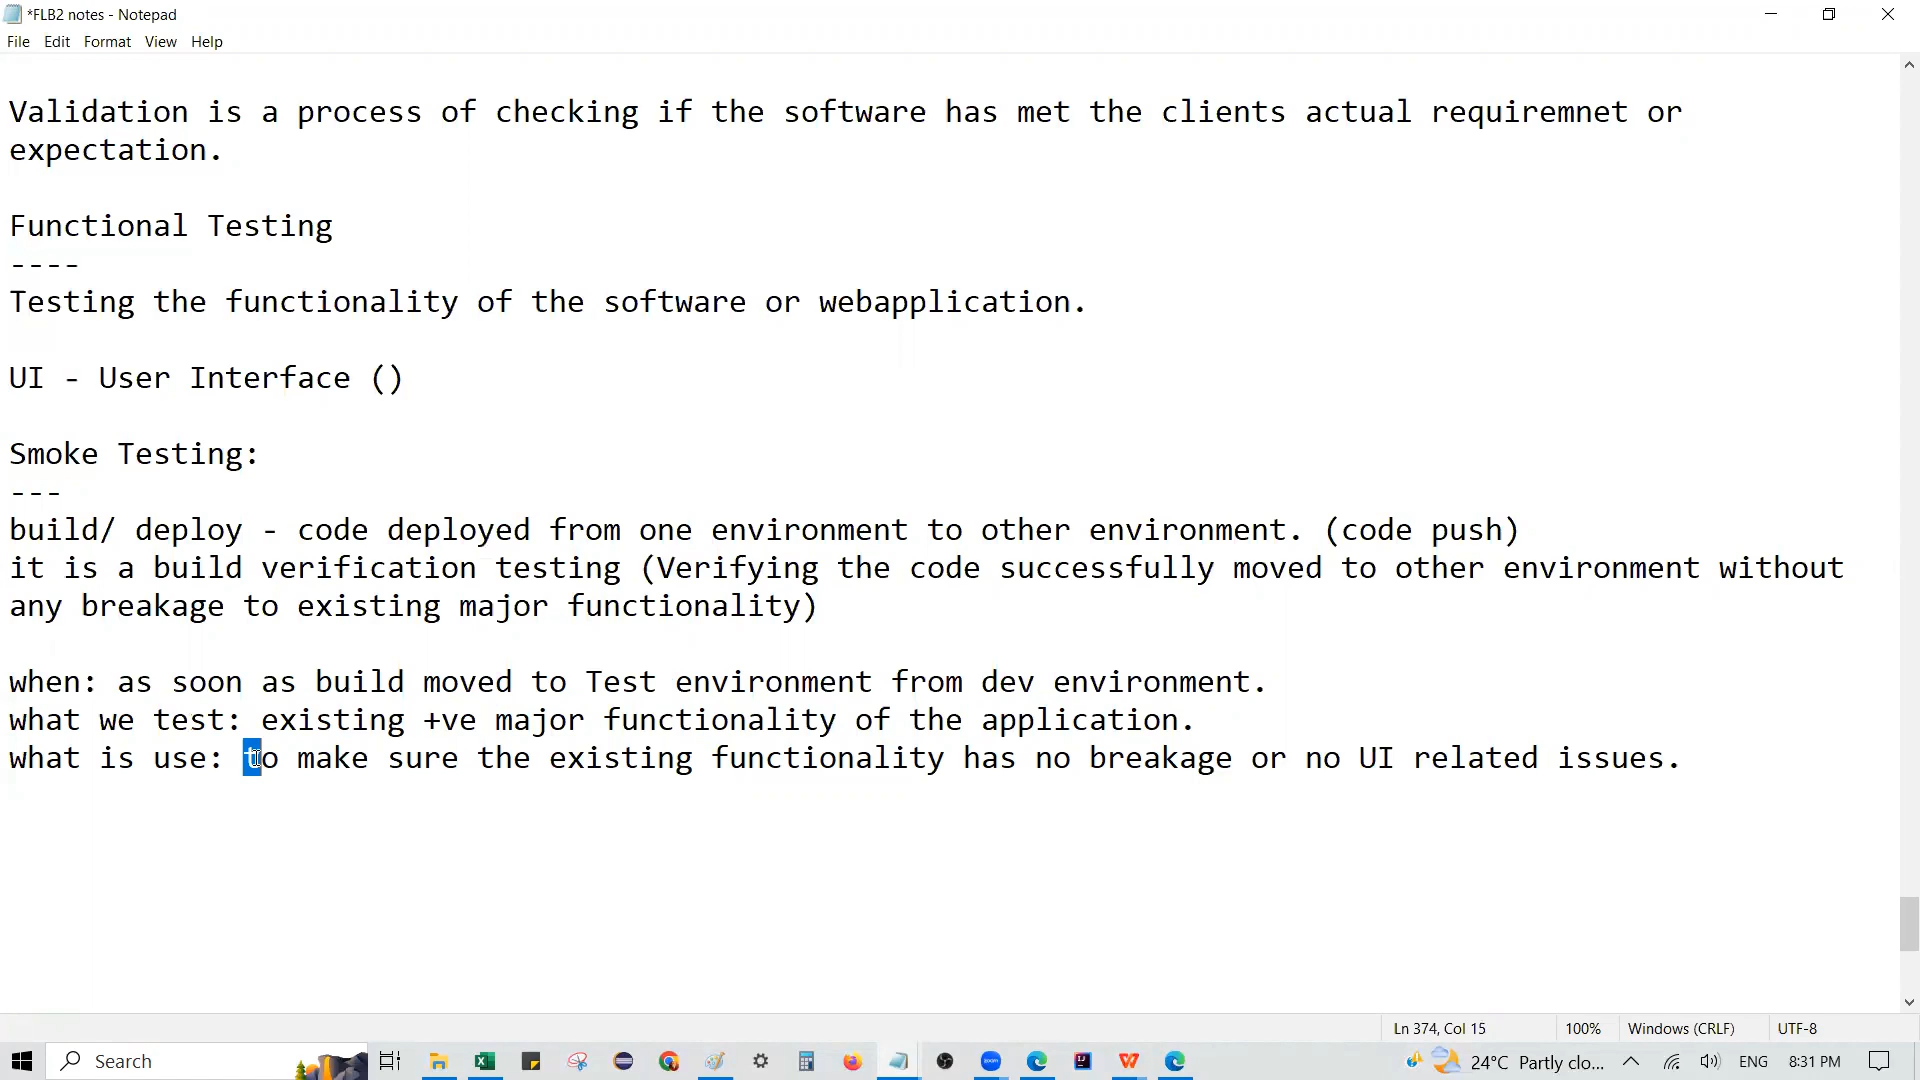 *FLB2 notes - Notepad
File Edit Format View Help
Validation is a process of checking if the software has met the clients actual requiremnet or
expectation.
Functional Testing
----
Testing the functionality of the software or webapplication.
UI - User Interface ()
Smoke Testing:
---
build/ deploy - code deployed from one environment to other environment. (code push)
it is a build verification testing (Verifying the code successfully moved to other environment without
any breakage to existing major functionality)
when: as soon as build moved to Test environment from dev environment.
what we test: existing +ve major functionality of the application.
what is use: to make sure the existing functionality has no breakage or no UI related issues.
Ln 374, Col 15 100% Windows (CRLF) UTF-8
Search 24°C Partly clo... ENG 8:31 PM